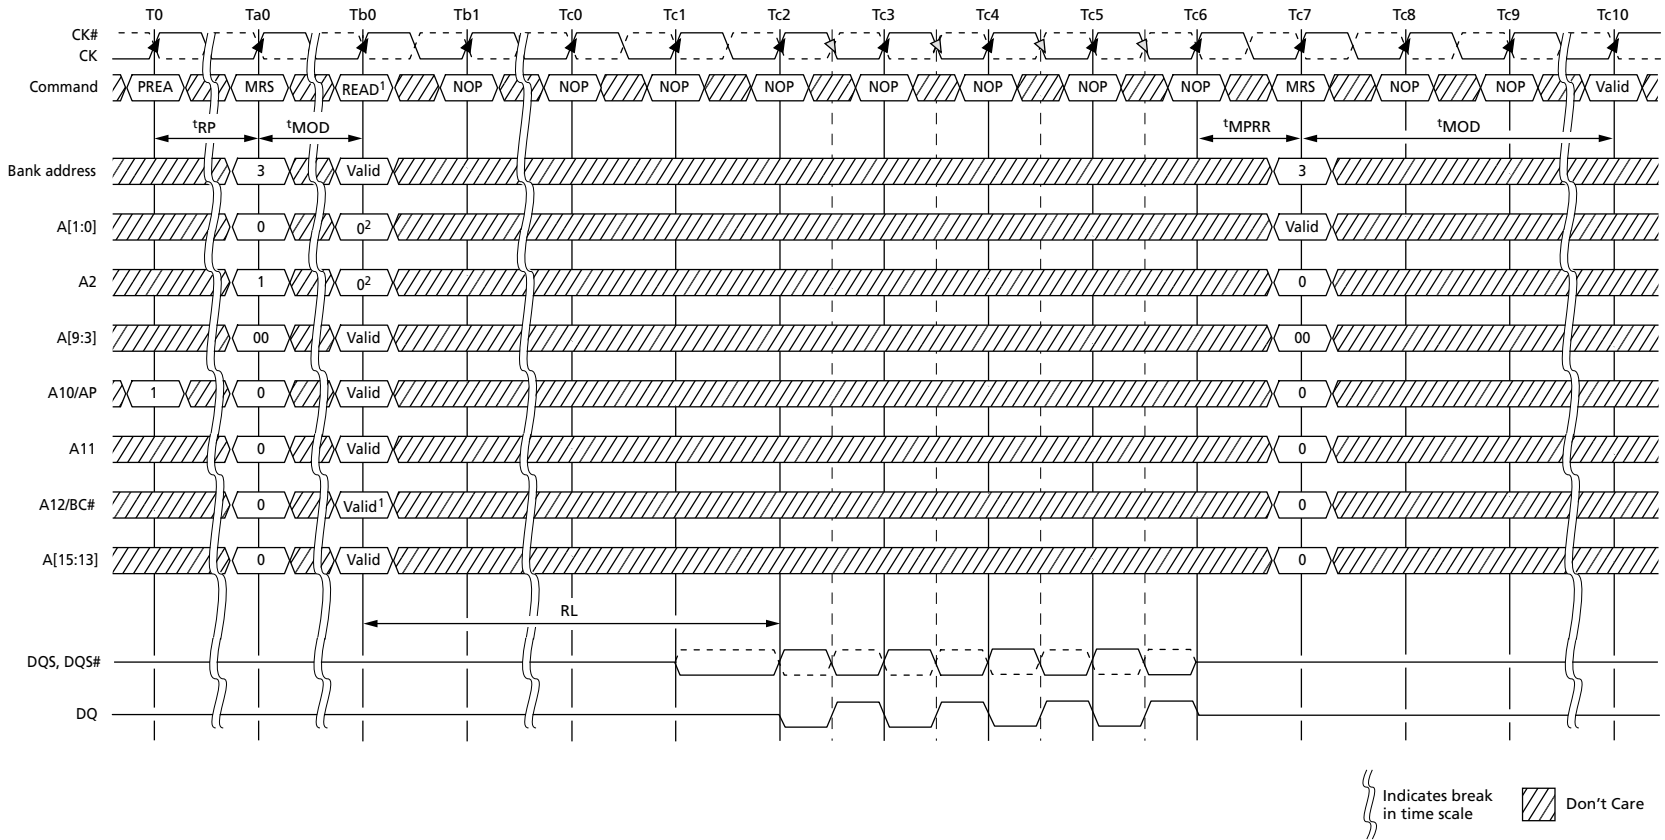 T0 Ta0 Tb0 Tb1 Tc0 Tc1 Tc2 Tc3 Tc4 Tc5 Tc6 Tc7 Tc8 Tc9 Tc10
CK#
CK
Command PREA MRS READ1 NOP NOP NOP NOP NOP NOP NOP NOP MRS NOP NOP Valid
tRP tMOD tMPRR tMOD
Bank address 3 Valid 3
A[1:0] 0 02 Valid
A2 1 02 0
A[9:3] 00 Valid 00
A10/AP 1 0 Valid 0
A11 0 Valid 0
A12/BC# 0 Valid1 0
A[15:13] 0 Valid 0
RL
DQS, DQS#
DQ
Indicates break
in time scale
Don't Care